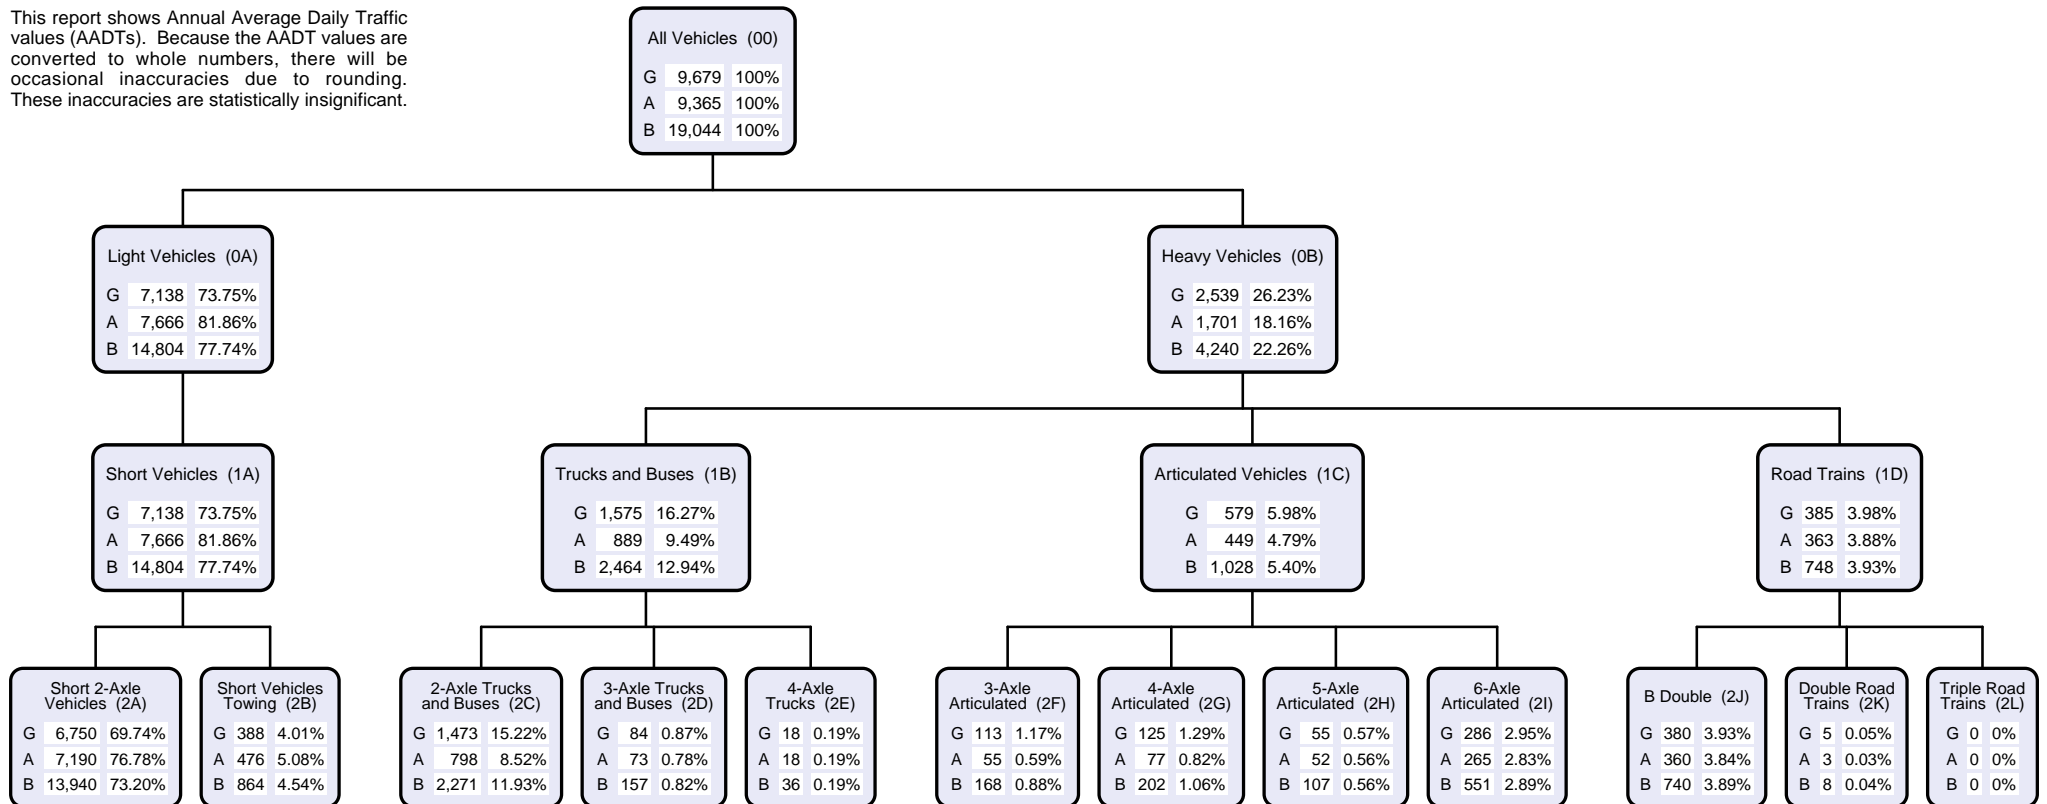 This report shows Annual Average Daily Traffic
values (AADTs). Because the AADT values are
converted to whole numbers, there will be
occasional inaccuracies due to rounding.
These inaccuracies are statistically insignificant.
All Vehicles (00)
G 9,679 100%
A 9,365 100%
B 19,044 100%
Light Vehicles (0A)
G 7,138 73.75%
A 7,666 81.86%
B 14,804 77.74%
Heavy Vehicles (0B)
G 2,539 26.23%
A 1,701 18.16%
B 4,240 22.26%
Short Vehicles (1A)
G 7,138 73.75%
A 7,666 81.86%
B 14,804 77.74%
Trucks and Buses (1B)
G 1,575 16.27%
A 889 9.49%
B 2,464 12.94%
Articulated Vehicles (1C)
G 579 5.98%
A 449 4.79%
B 1,028 5.40%
Road Trains (1D)
G 385 3.98%
A 363 3.88%
B 748 3.93%
Short 2-Axle
Vehicles (2A)
G 6,750 69.74%
A 7,190 76.78%
B 13,940 73.20%
Short Vehicles
Towing (2B)
G 388 4.01%
A 476 5.08%
B 864 4.54%
2-Axle Trucks
and Buses (2C)
G 1,473 15.22%
A 798 8.52%
B 2,271 11.93%
3-Axle Trucks
and Buses (2D)
G 84 0.87%
A 73 0.78%
B 157 0.82%
4-Axle
Trucks (2E)
G 18 0.19%
A 18 0.19%
B 36 0.19%
3-Axle
Articulated (2F)
G 113 1.17%
A 55 0.59%
B 168 0.88%
4-Axle
Articulated (2G)
G 125 1.29%
A 77 0.82%
B 202 1.06%
5-Axle
Articulated (2H)
G 55 0.57%
A 52 0.56%
B 107 0.56%
6-Axle
Articulated (2I)
G 286 2.95%
A 265 2.83%
B 551 2.89%
B Double (2J)
G 380 3.93%
A 360 3.84%
B 740 3.89%
Double Road
Trains (2K)
G 5 0.05%
A 3 0.03%
B 8 0.04%
Triple Road
Trains (2L)
G 0 0%
A 0 0%
B 0 0%